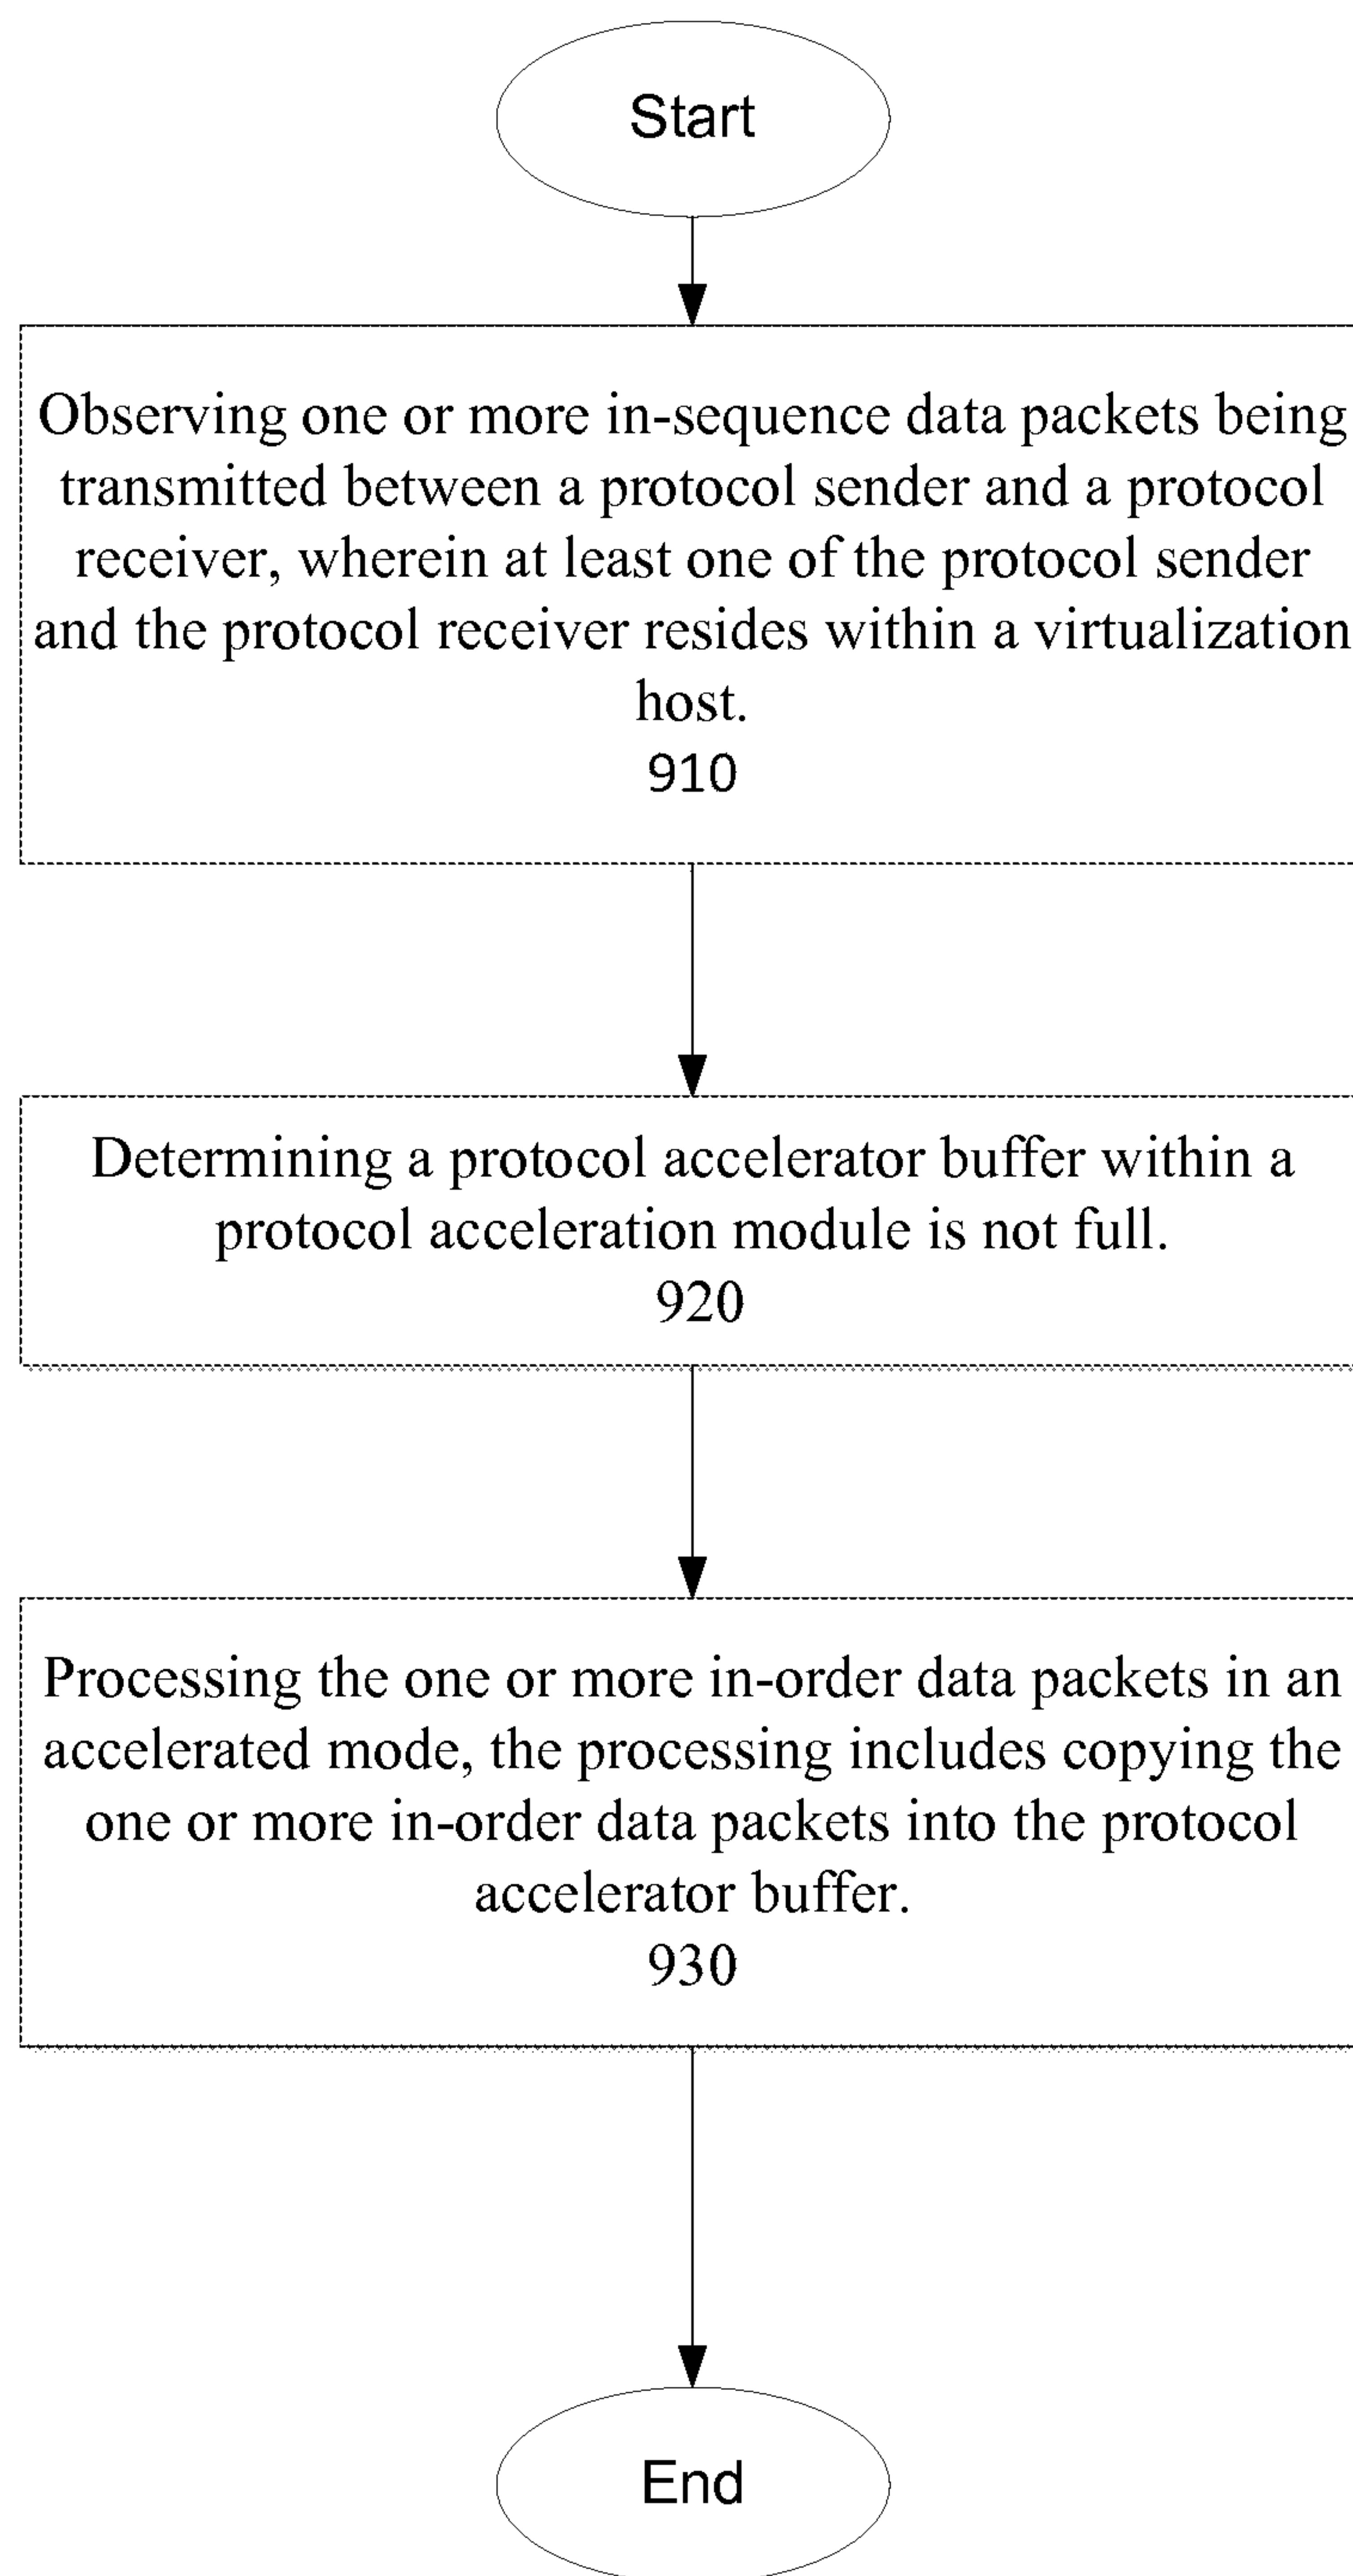 Start
Observing one or more in-sequence data packets being
transmitted between a protocol sender and a protocol
receiver, wherein at least one of the protocol sender
and the protocol receiver resides within a virtualization
host.
910
Determining a protocol accelerator buffer within a
protocol acceleration module is not full.
920
Processing the one or more in-order data packets in an
accelerated mode, the processing includes copying the
one or more in-order data packets into the protocol
accelerator buffer.
930
End